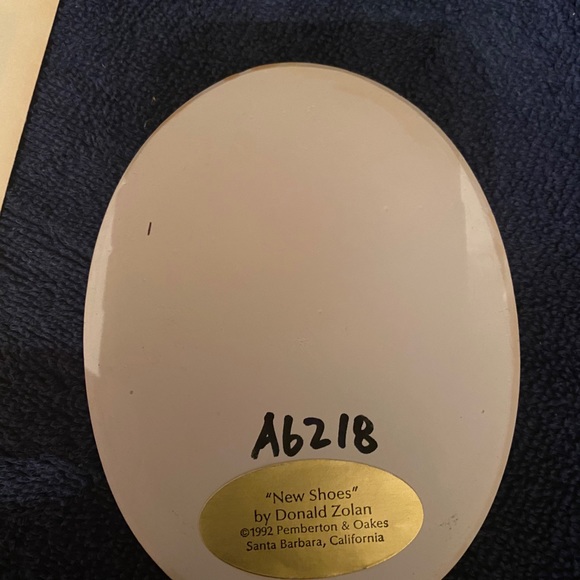 A6218
"New Shoes"
by Donald Zolan
©1992 Pemberton & Oakes
Santa Barbara, California